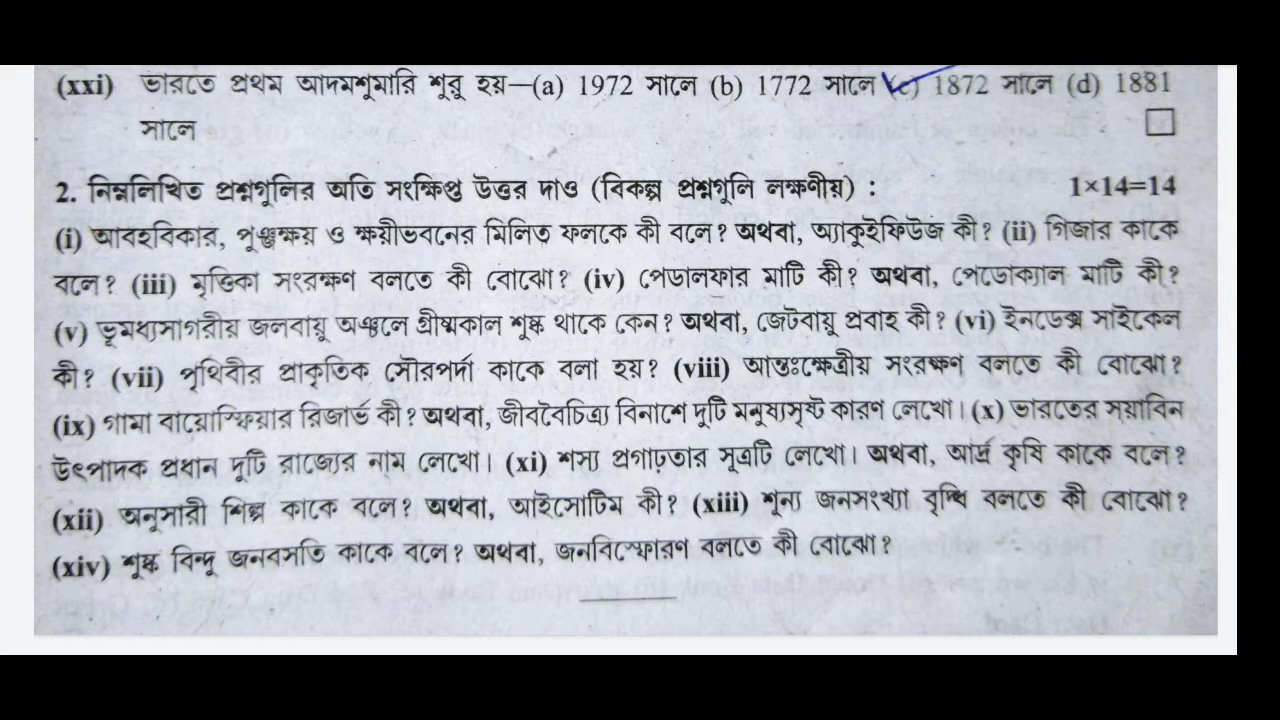 (xxi) ভারতে প্রথম আদমশুমারি শুরু হয়—(a) 1972 সালে (b) 1772 সালে (c) 1872 সালে (d) 1881
সালে
2. নিম্নলিখিত প্রশ্নগুলির অতি সংক্ষিপ্ত উত্তর দাও (বিকল্প প্রশ্নগুলি লক্ষণীয়) : 1×14=14
(i) আবহবিকার, পুঞ্জক্ষয় ও ক্ষয়ীভবনের মিলিত ফলকে কী বলে? অথবা, অ্যাকুইফিউজ কী? (ii) গিজার কাকে
বলে? (iii) মৃত্তিকা সংরক্ষণ বলতে কী বোঝো? (iv) পেডালফার মাটি কী? অথবা, পেডোক্যাল মাটি কী?
(v) ভূমধ্যসাগরীয় জলবায়ু অঞ্চলে গ্রীষ্মকাল শুষ্ক থাকে কেন? অথবা, জেটবায়ু প্রবাহ কী? (vi) ইনডেক্স সাইকেল
কী? (vii) পৃথিবীর প্রাকৃতিক সৌরপর্দা কাকে বলা হয়? (viii) আন্তঃক্ষেত্রীয় সংরক্ষণ বলতে কী বোঝো?
(ix) গামা বায়োস্ফিয়ার রিজার্ভ কী? অথবা, জীববৈচিত্র্য বিনাশে দুটি মনুষ্যসৃষ্ট কারণ লেখো। (x) ভারতের সয়াবিন
উৎপাদক প্রধান দুটি রাজ্যের নাম লেখো। (xi) শস্য প্রগাঢ়তার সূত্রটি লেখো। অথবা, আর্দ্র কৃষি কাকে বলে?
(xii) অনুসারী শিল্প কাকে বলে? অথবা, আইসোটিম কী? (xiii) শূন্য জনসংখ্যা বৃদ্ধি বলতে কী বোঝো?
(xiv) শুষ্ক বিন্দু জনবসতি কাকে বলে? অথবা, জনবিস্ফোরণ বলতে কী বোঝো?